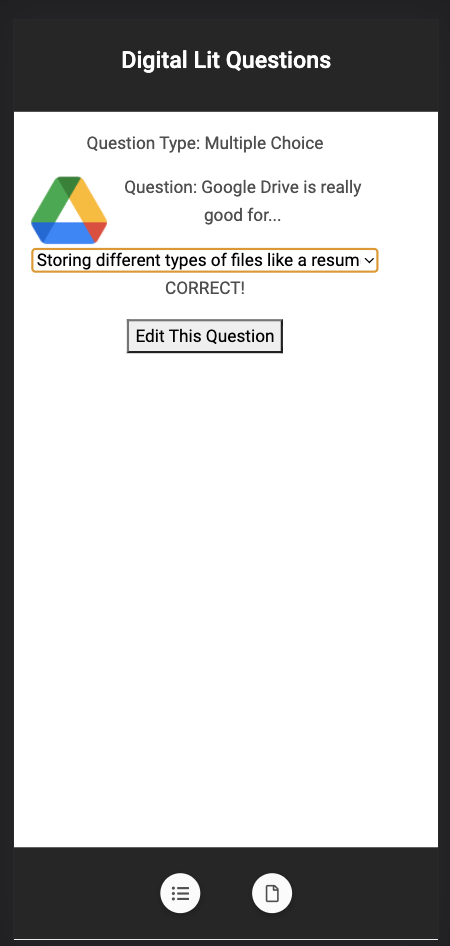 Digital Lit Questions
Question Type: Multiple Choice
Question: Google Drive is really
good for...
Storing different types of files like a resum
CORRECT!
Edit This Question